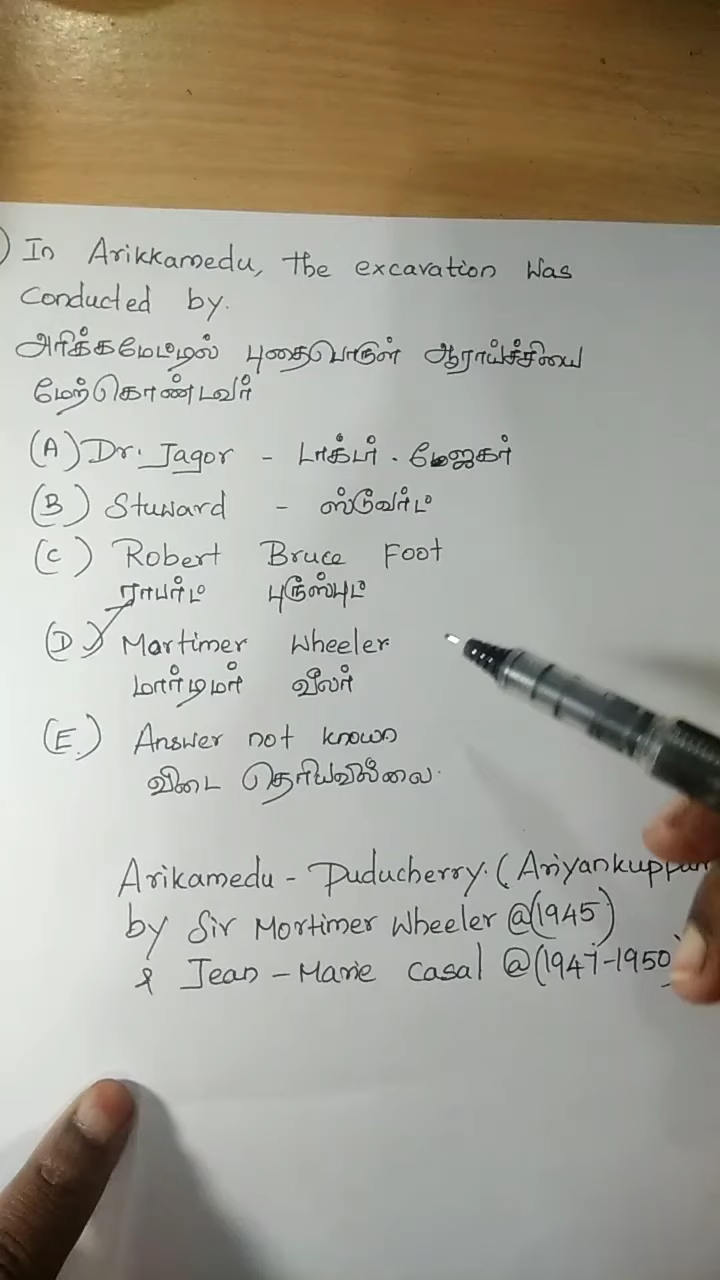 ) In Arikkamedu, the excavation was
Conducted by.
அரிக்கமேட்டில் புதைபொருள் ஆராய்ச்சியை
மேற்கொண்டவர்
(A) Dr. Jagor - டாக்டர். மேஜகர்
(B) Stuward - ஸ்டூவர்ட்
(C) Robert Bruce Foot
ராபர்ட் புரூஸ்புட்
(D) Martimer Wheeler
மார்டிமர் வீலர்
(E.) Answer not known
விடை தெரியவில்லை.
Arikamedu - Puducherry. (Ariyankuppam
by Sir Mortimer Wheeler @(1945)
& Jean-Marie Casal @(1947-1950)